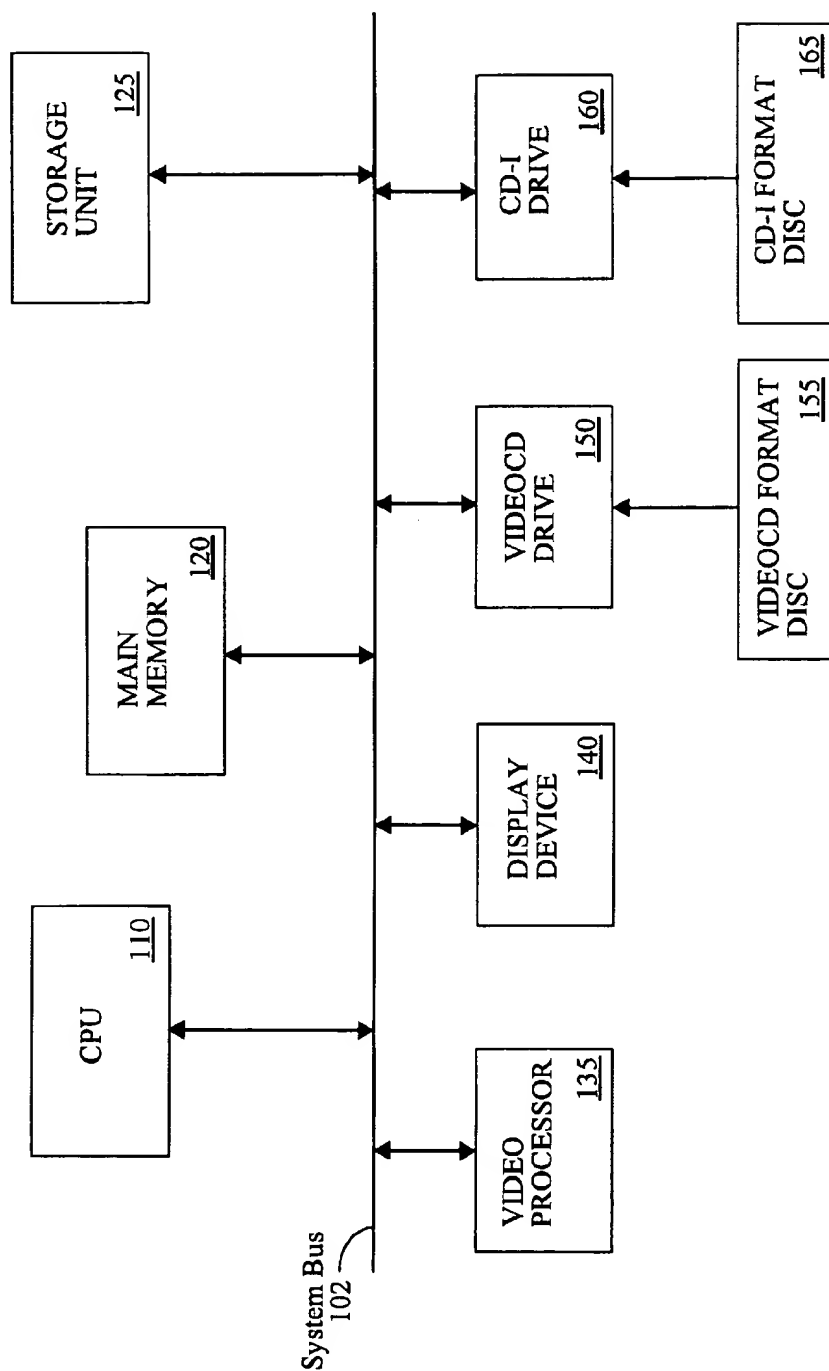 CPU
110
MAIN
MEMORY
120
STORAGE
UNIT
125
System Bus
102
VIDEO
PROCESSOR
135
DISPLAY
DEVICE
140
VIDEOCD
DRIVE
150
CD-I
DRIVE
160
VIDEOCD FORMAT
DISC
155
CD-I FORMAT
DISC
165